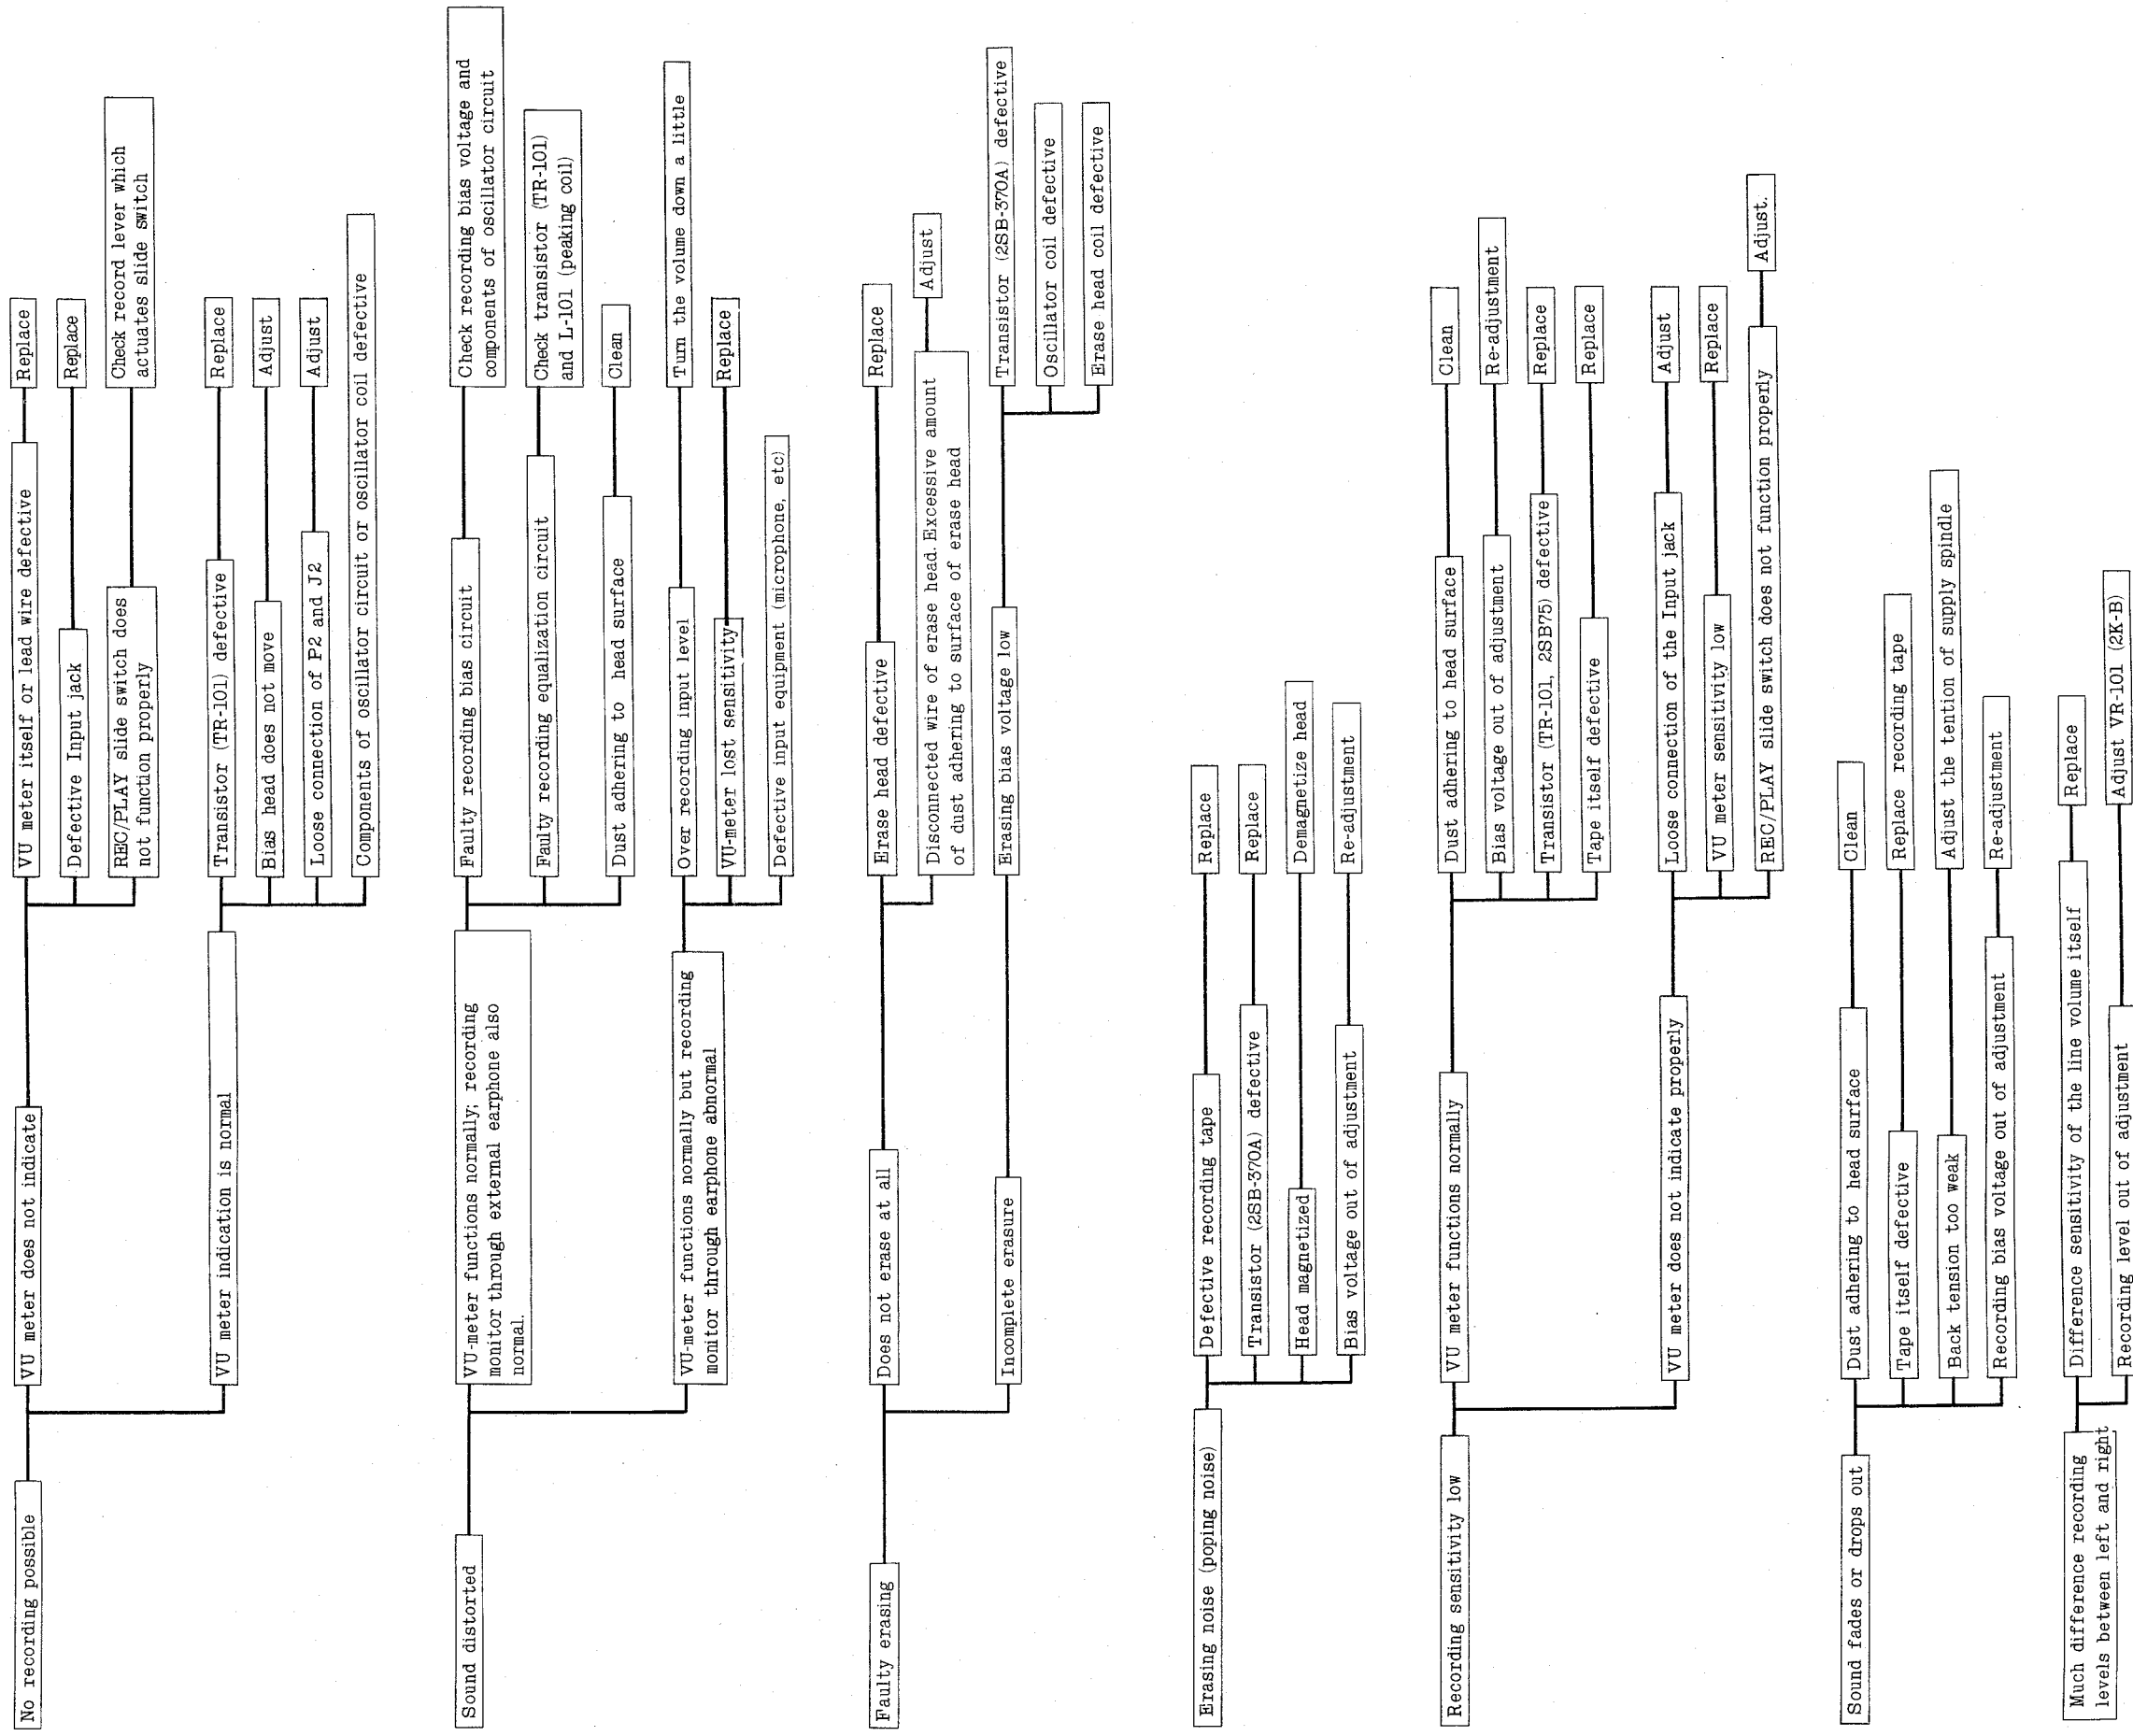 No recording possible
VU meter does not indicate
VU meter itself or lead wire defective
Replace
Defective Input jack
Replace
REC/PLAY slide switch does
not function properly
Check record lever which
actuates slide switch
VU meter indication is normal
Transistor (TR-101) defective
Replace
Bias head does not move
Adjust
Loose connection of P2 and J2
Adjust
Components of oscillator circuit or oscillator coil defective
Sound distorted
VU-meter functions normally; recording
monitor through external earphone also
normal.
Faulty recording bias circuit
Check recording bias voltage and
components of oscillator circuit
Faulty recording equalization circuit
Check transistor (TR-101)
and L-101 (peaking coil)
Dust adhering to head surface
Clean
VU-meter functions normally but recording
monitor through earphone abnormal
Over recording input level
Turn the volume down a little
VU-meter lost sensitivity
Replace
Defective input equipment (microphone, etc)
Faulty erasing
Does not erase at all
Erase head defective
Replace
Disconnected wire of erase head. Excessive amount
of dust adhering to surface of erase head
Adjust
Incomplete erasure
Erasing bias voltage low
Transistor (2SB-370A) defective
Oscillator coil defective
Erase head coil defective
Erasing noise (poping noise)
Defective recording tape
Replace
Transistor (2SB-370A) defective
Replace
Head magnetized
Demagnetize head
Bias voltage out of adjustment
Re-adjustment
Recording sensitivity low
VU meter functions normally
Dust adhering to head surface
Clean
Bias voltage out of adjustment
Re-adjustment
Transistor (TR-101, 2SB75) defective
Replace
Tape itself defective
Replace
VU meter does not indicate properly
Loose connection of the Input jack
Adjust
VU meter sensitivity low
Replace
REC/PLAY slide switch does not function properly
Adjust.
Sound fades or drops out
Dust adhering to head surface
Clean
Tape itself defective
Replace recording tape
Back tension too weak
Adjust the tention of supply spindle
Recording bias voltage out of adjustment
Re-adjustment
Much difference recording
levels between left and right
Difference sensitivity of the line volume itself
Replace
Recording level out of adjustment
Adjust VR-101 (2K-B)